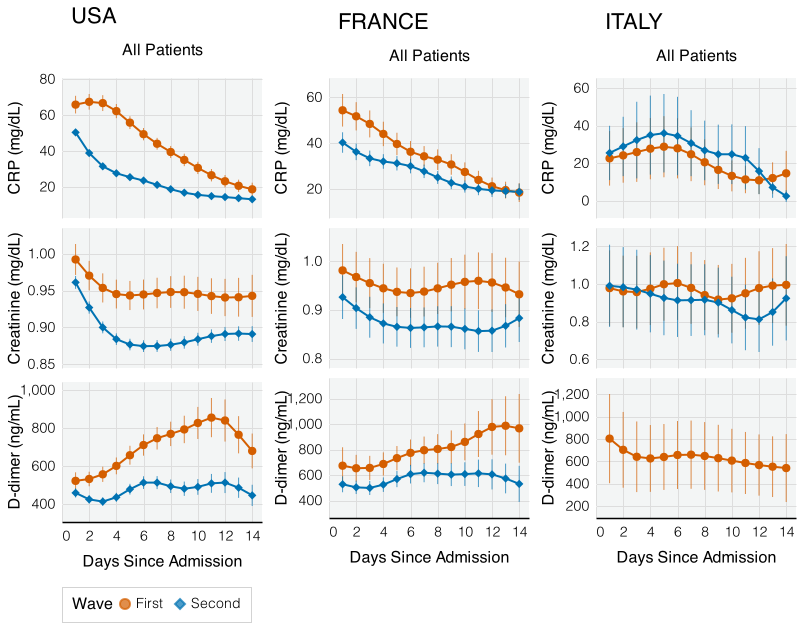 USA
FRANCE
ITALY
All Patients
All Patients
All Patients
CRP (mg/dL)
80
60
40
20
CRP (mg/dL)
60
40
20
CRP (mg/dL)
60
40
20
0
Creatinine (mg/dL)
1.00
0.95
0.90
0.85
Creatinine (mg/dL)
1.0
0.9
0.8
Creatinine (mg/dL)
1.2
1.0
0.8
0.6
D-dimer (ng/mL)
1,000
800
600
400
D-dimer (ng/mL)
1,200
1,000
800
600
400
D-dimer (ng/mL)
1,200
1,000
800
600
400
200
0 2 4 6 8 10 12 14
0 2 4 6 8 10 12 14
0 2 4 6 8 10 12 14
Days Since Admission
Days Since Admission
Days Since Admission
Wave First Second